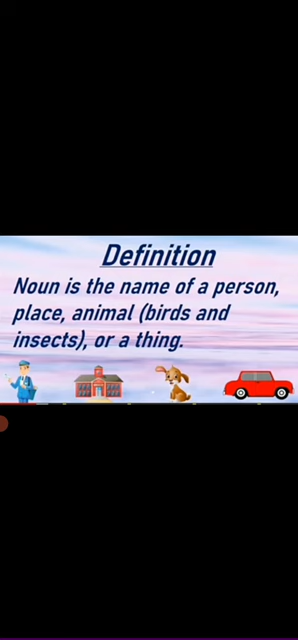 Definition
Noun is the name of a person,
place, animal (birds and
insects), or a thing.